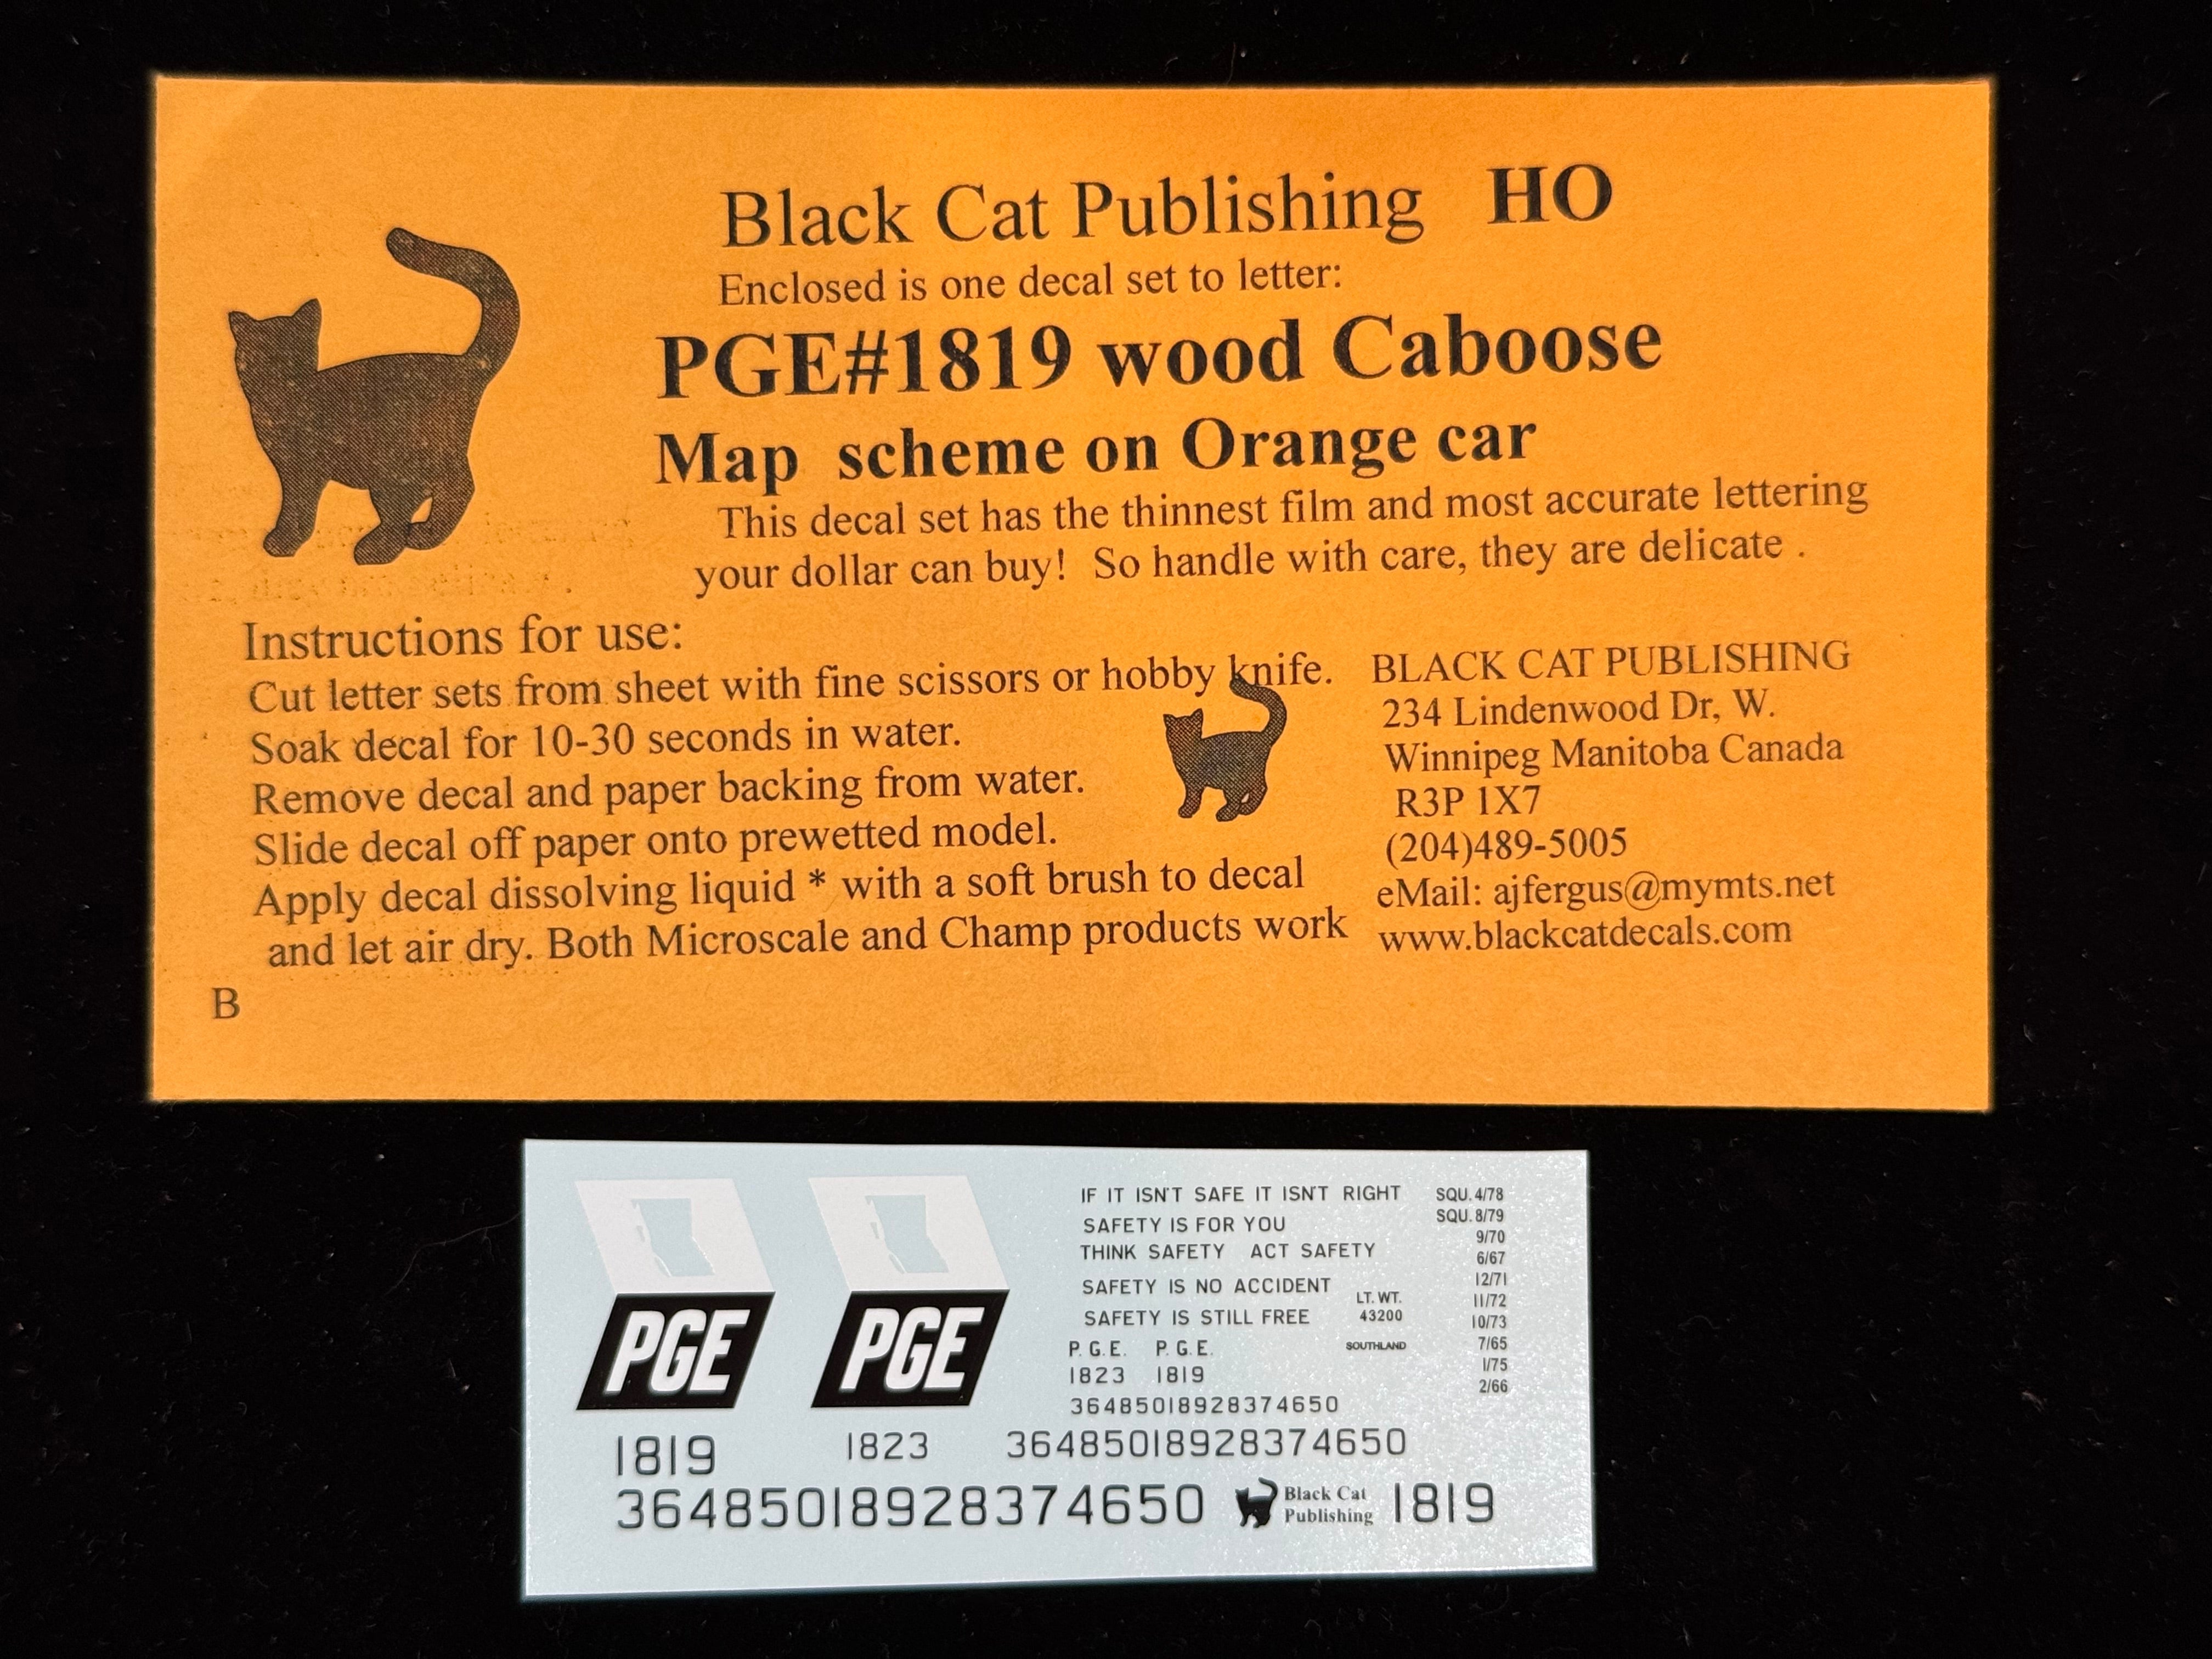 Black Cat Publishing HO
Enclosed is one decal set to letter:
PGE#1819 wood Caboose
Map scheme on Orange car
This decal set has the thinnest film and most accurate lettering
your dollar can buy! So handle with care, they are delicate .
Instructions for use:
Cut letter sets from sheet with fine scissors or hobby knife.
Soak decal for 10-30 seconds in water.
Remove decal and paper backing from water.
Slide decal off paper onto prewetted model.
Apply decal dissolving liquid * with a soft brush to decal
and let air dry. Both Microscale and Champ products work
B
BLACK CAT PUBLISHING
234 Lindenwood Dr, W.
Winnipeg Manitoba Canada
R3P 1X7
(204)489-5005
eMail: ajfergus@mymts.net
www.blackcatdecals.com
PGE
PGE
IF IT ISN'T SAFE IT ISN'T RIGHT
SAFETY IS FOR YOU
THINK SAFETY ACT SAFETY
SAFETY IS NO ACCIDENT
SAFETY IS STILL FREE
LT. WT.
43200
SOUTHLAND
P. G. E. P. G. E.
1823 1819
36485018928374650
SQU. 4/78
SQU. 8/79
9/70
6/67
12/71
11/72
10/73
7/65
1/75
2/66
1819 1823 36485018928374650
36485018928374650
Black Cat
Publishing
1819